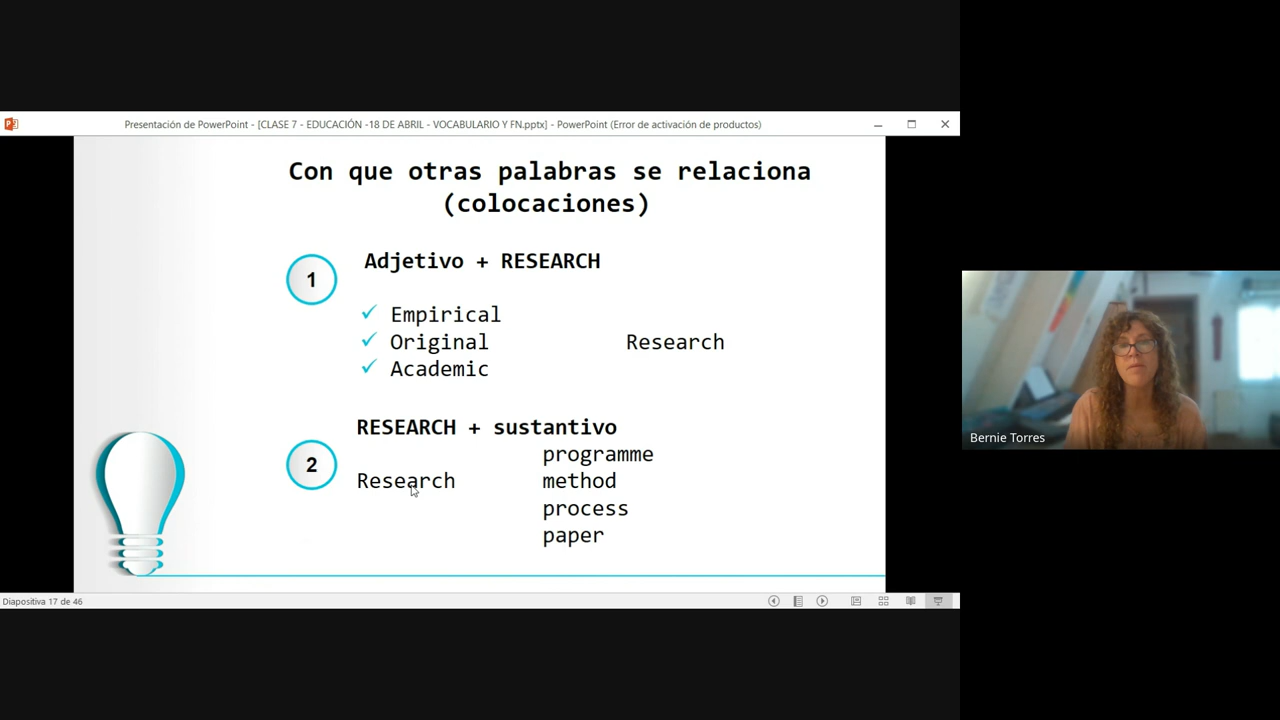 Presentación de PowerPoint - [CLASE 7 - EDUCACIÓN -18 DE ABRIL - VOCABULARIO Y FN.pptx] - PowerPoint (Error de activación de productos)
Con que otras palabras se relaciona
(colocaciones)
1
Adjetivo + RESEARCH
Empirical
Original
Research
Academic
2
RESEARCH + sustantivo
programme
Research
method
process
paper
Diapositiva 17 de 46
Bernie Torres